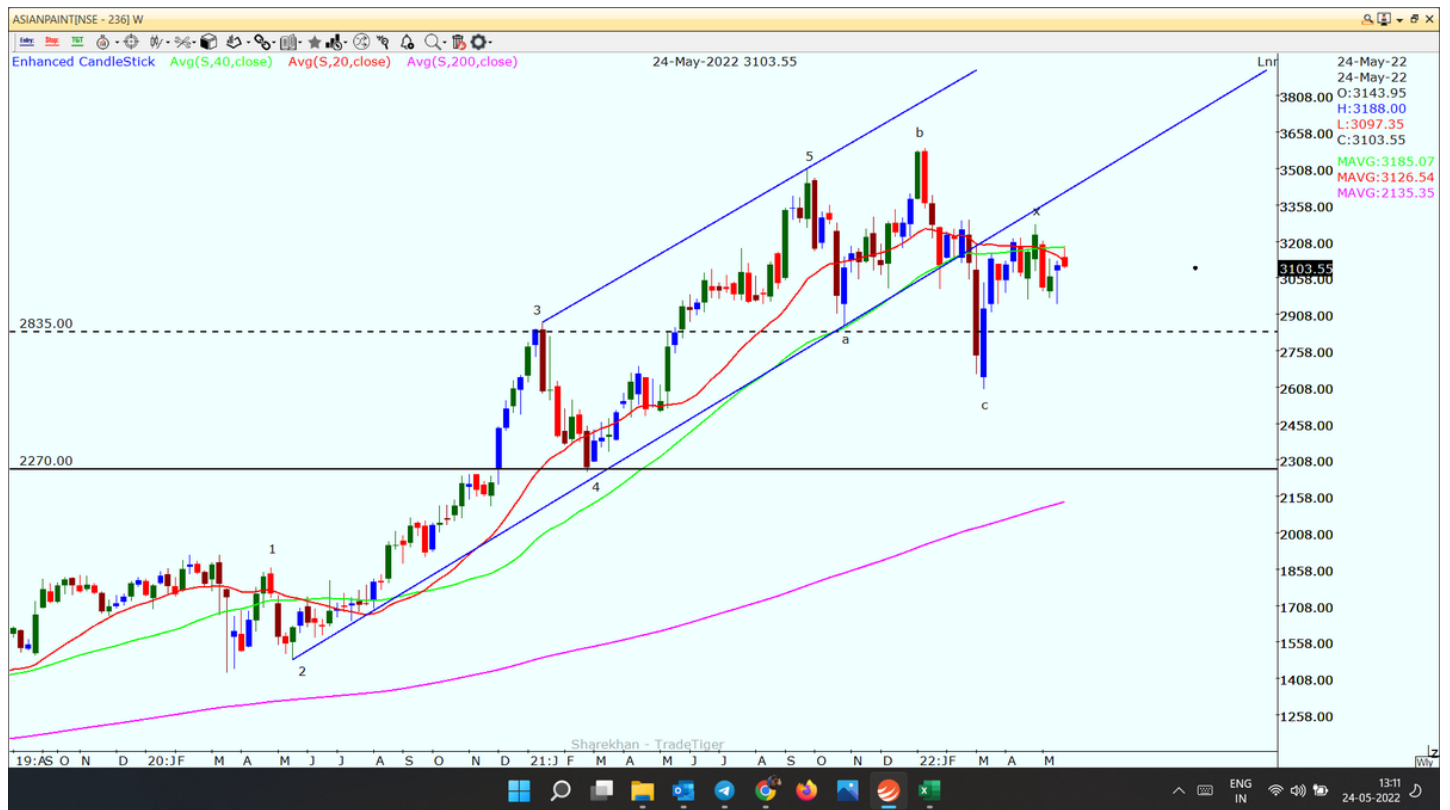 ASIANPAINT[NSE - 236] W
Entry Stop TGT
Enhanced CandleStick Avg(S,40,close) Avg(S,20,close) Avg(S,200,close) 24-May-2022 3103.55 Lnr
24-May-22
24-May-22
O:3143.95
H:3188.00
L:3097.35
C:3103.55
MAVG:3185.07
MAVG:3126.54
MAVG:2135.35
3808.00
3658.00
3508.00
3358.00
3208.00
3103.55
3058.00
2908.00
2758.00
2608.00
2458.00
2308.00
2158.00
2008.00
1858.00
1708.00
1558.00
1408.00
1258.00
b
5
x
3
2835.00
a
c
2270.00
4
1
2
Sharekhan - TradeTiger
19:AS O N D 20:JF M A M J J A S O N D 21:J F M A M J J A S O N D 22:JF M A M
Wly
ENG
IN
13:11
24-05-2022